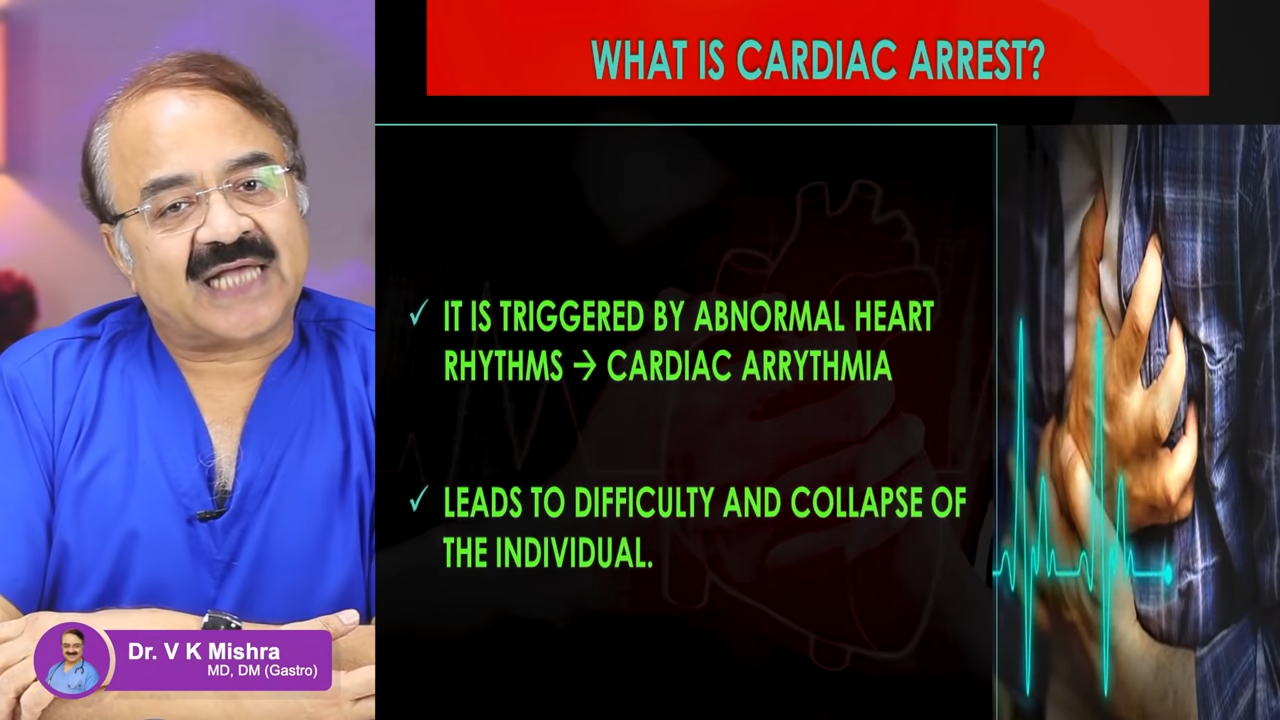 WHAT IS CARDIAC ARREST?
✓ IT IS TRIGGERED BY ABNORMAL HEART
RHYTHMS → CARDIAC ARRYTHMIA
✓ LEADS TO DIFFICULTY AND COLLAPSE OF
THE INDIVIDUAL.
Dr. V K Mishra
MD, DM (Gastro)